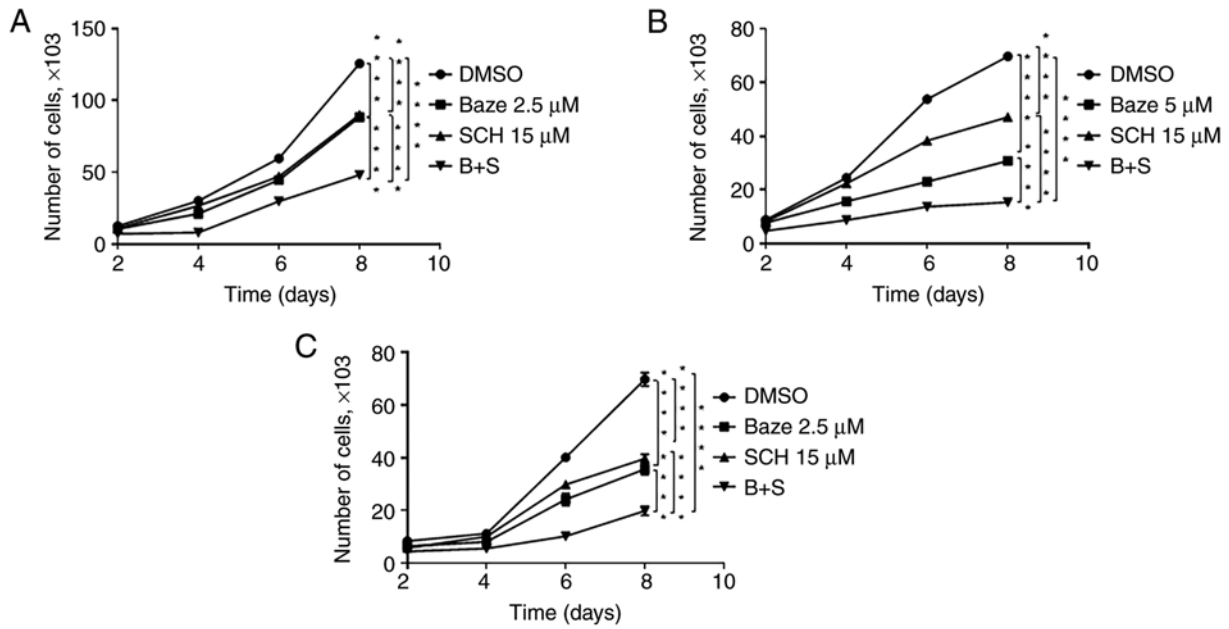 A
Number of cells, ×103
150
100
50
0
2 4 6 8 10
Time (days)
DMSO
Baze 2.5 µM
SCH 15 µM
B+S
B
Number of cells, ×103
80
60
40
20
0
2 4 6 8 10
Time (days)
DMSO
Baze 5 µM
SCH 15 µM
B+S
C
Number of cells, ×103
80
60
40
20
0
2 4 6 8 10
Time (days)
DMSO
Baze 2.5 µM
SCH 15 µM
B+S